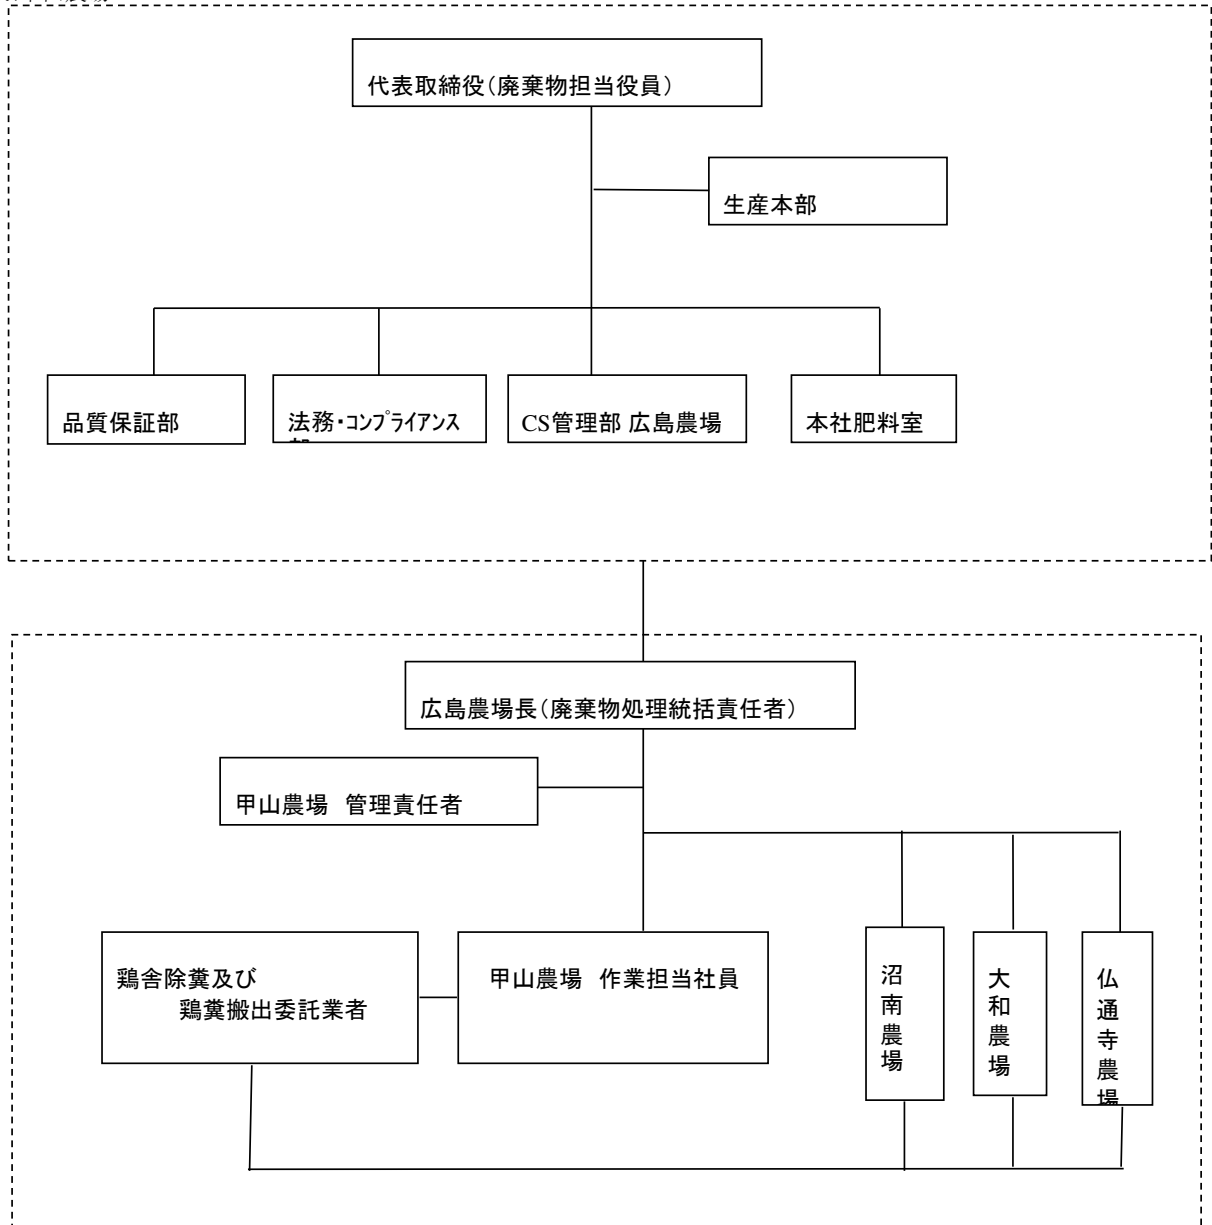 代表取締役(廃棄物担当役員)
生産本部
品質保証部
法務・コンプライアンス
CS管理部 広島農場
本社肥料室
広島農場長(廃棄物処理統括責任者)
甲山農場　管理責任者
鶏舎除糞及び
鶏糞搬出委託業者
甲山農場　作業担当社員
沼南農場
大和農場
仏通寺農場